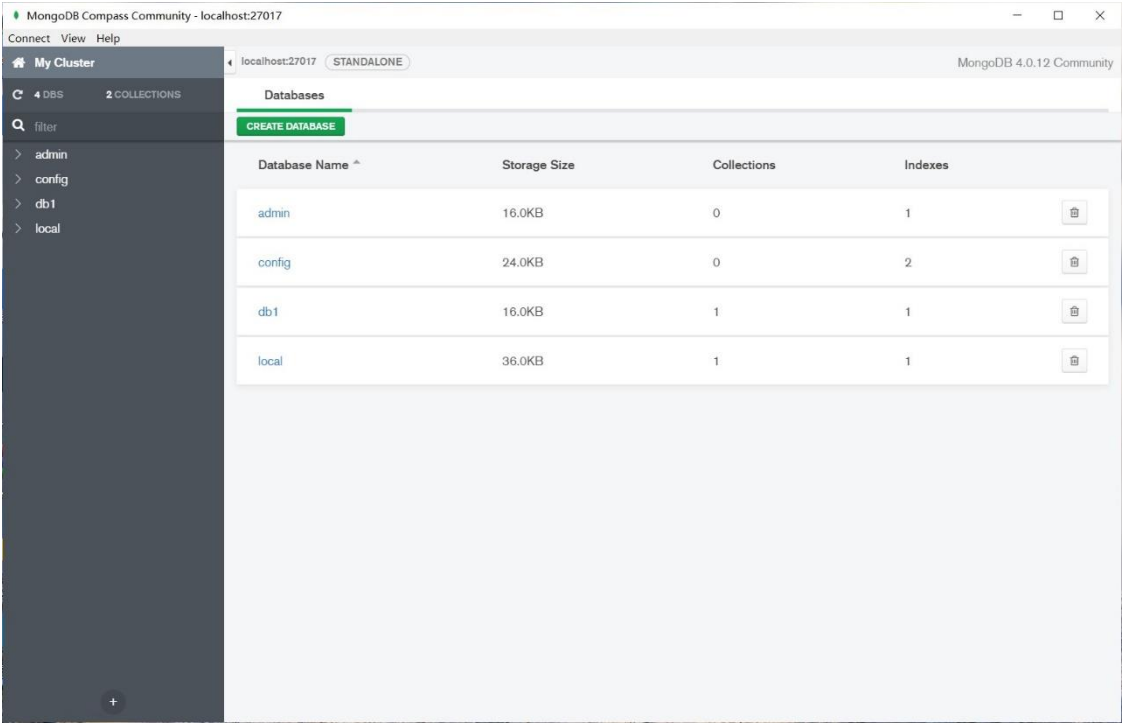 MongoDB Compass Community - localhost:27017
Connect View Help
My Cluster
localhost:27017 STANDALONE
MongoDB 4.0.12 Community
4 DBS 2 COLLECTIONS
filter
admin
config
db1
local
Databases
CREATE DATABASE
Database Name Storage Size Collections Indexes
admin 16.0KB 0 1
config 24.0KB 0 2
db1 16.0KB 1 1
local 36.0KB 1 1